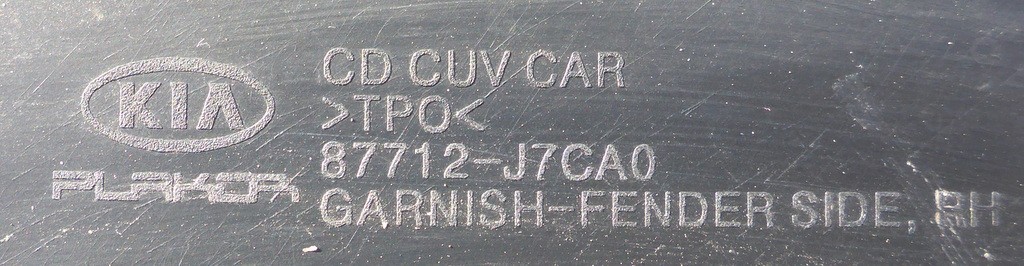 KIA
PLAKOR
CD CUV CAR
>TPO<
87712-J7CA0
GARNISH-FENDER SIDE, RH